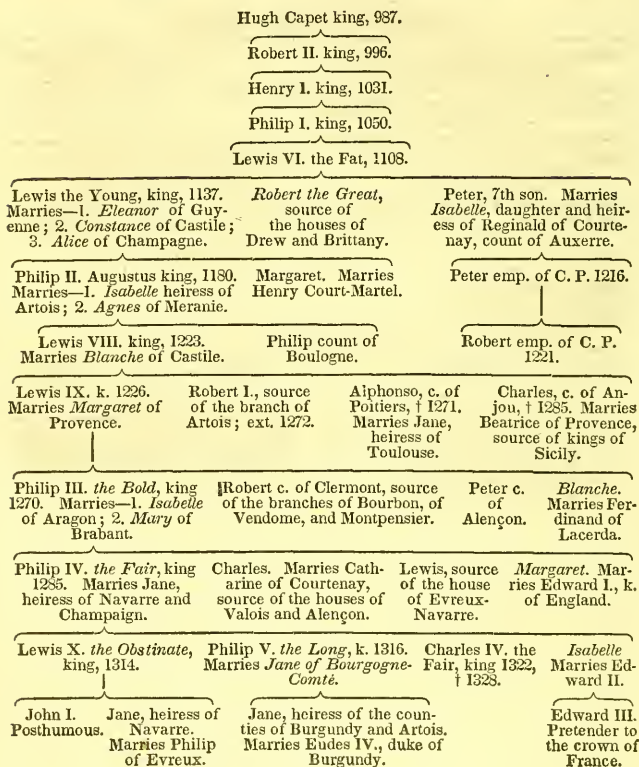 Hugh Capet king, 987.
Robert II. king, 996.
Henry I. king, 1031.
Philip I. king, 1050.
Lewis VI. the Fat, 1108.
Lewis the Young, king, 1137.
Marries—1. Eleanor of Guy-
enne; 2. Constance of Castile;
3. Alice of Champagne.
Robert the Great,
source of
the houses of
Drew and Brittany.
Peter, 7th son. Marries
Isabelle, daughter and heir-
ess of Reginald of Courte-
nay, count of Auxerre.
Philip II. Augustus king, 1180.
Marries—1. Isabelle heiress of
Artois; 2. Agnes of Meranie.
Margaret. Marries
Henry Court-Martel.
Peter emp. of C. P. 1216.
Lewis VIII. king, 1223.
Marries Blanche of Castile.
Philip count of
Boulogne.
Robert emp. of C. P.
1221.
Lewis IX. k. 1226.
Marries Margaret of
Provence.
Robert I., source
of the branch of
Artois; ext. 1272.
Alphonso, c. of
Poitiers, † 1271.
Marries Jane,
heiress of
Toulouse.
Charles, c. of An-
jou, † 1285. Marries
Beatrice of Provence,
source of kings of
Sicily.
Philip III. the Bold, king
1270. Marries—1. Isabelle
of Aragon; 2. Mary of
Brabant.
Robert c. of Clermont, source
of the branches of Bourbon, of
Vendome, and Montpensier.
Peter c.
of
Alençon.
Blanche.
Marries Fer-
dinand of
Lacerda.
Philip IV. the Fair, king
1285. Marries Jane,
heiress of Navarre and
Champaign.
Charles. Marries Cath-
arine of Courtenay,
source of the houses of
Valois and Alençon.
Lewis, source
of the house
of Evreux-
Navarre.
Margaret. Mar-
ries Edward I., k.
of England.
Lewis X. the Obstinate,
king, 1314.
Philip V. the Long, k. 1316.
Marries Jane of Bourgogne-
Comté.
Charles IV. the
Fair, king 1322,
† 1328.
Isabelle
Marries Ed-
ward II.
John I.
Posthumous.
Jane, heiress of
Navarre.
Marries Philip
of Evreux.
Jane, heiress of the coun-
ties of Burgundy and Artois.
Marries Eudes IV., duke of
Burgundy.
Edward III.
Pretender to
the crown of
France.